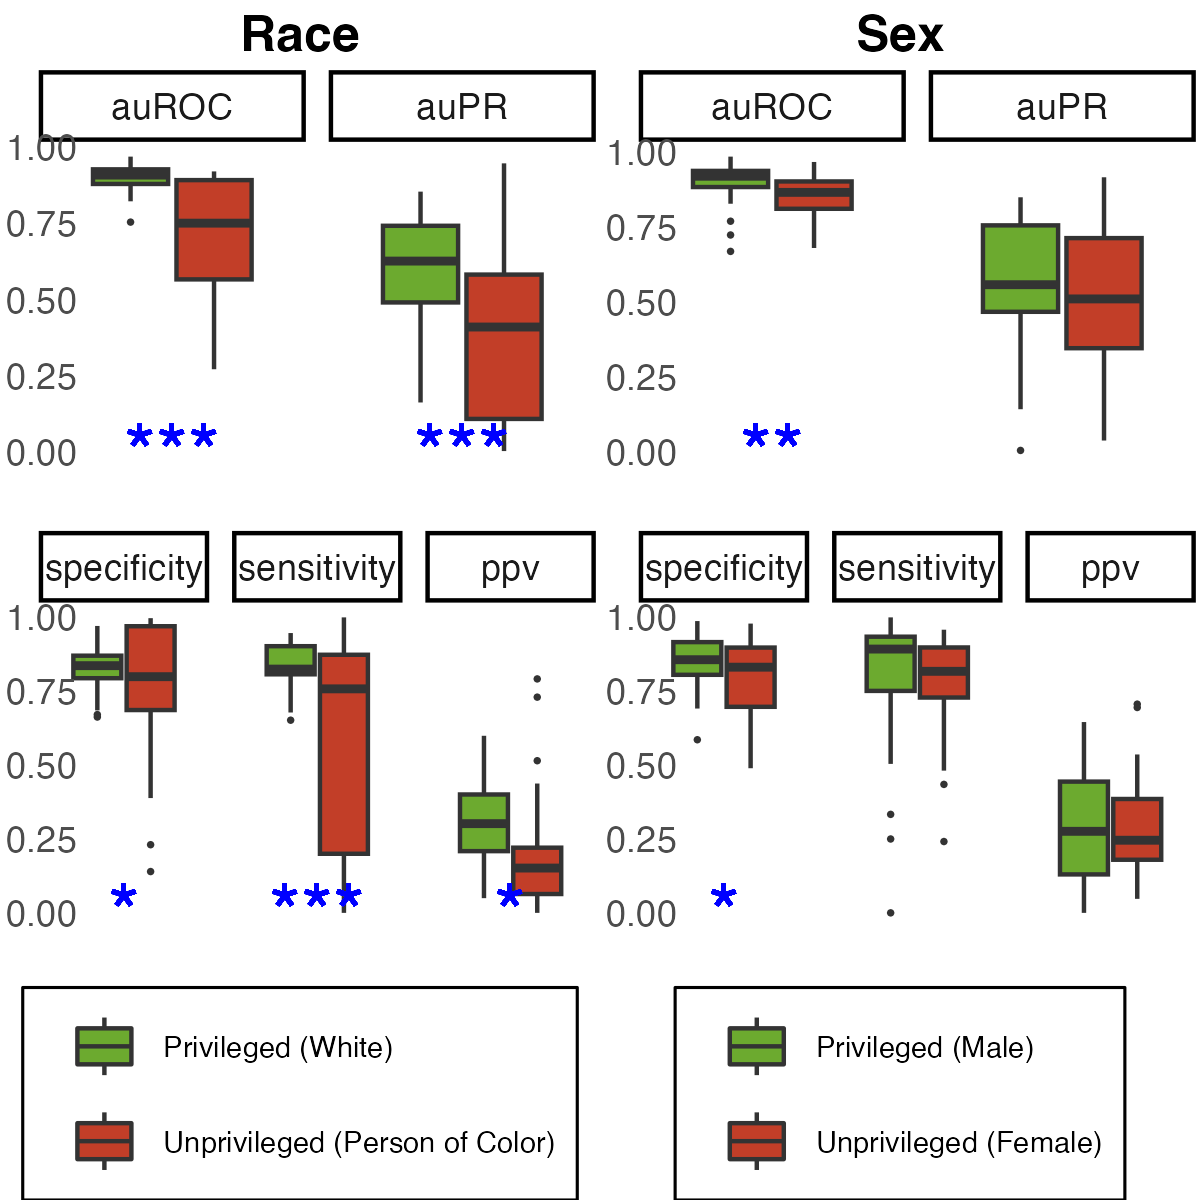 Race
Sex
auROC
auPR
auROC
auPR
1.00
0.75
0.50
0.25
0.00
***
***
1.00
0.75
0.50
0.25
0.00
**
specificity
sensitivity
ppv
specificity
sensitivity
ppv
1.00
0.75
0.50
0.25
0.00
*
***
*
1.00
0.75
0.50
0.25
0.00
*
Privileged (White)
Unprivileged (Person of Color)
Privileged (Male)
Unprivileged (Female)